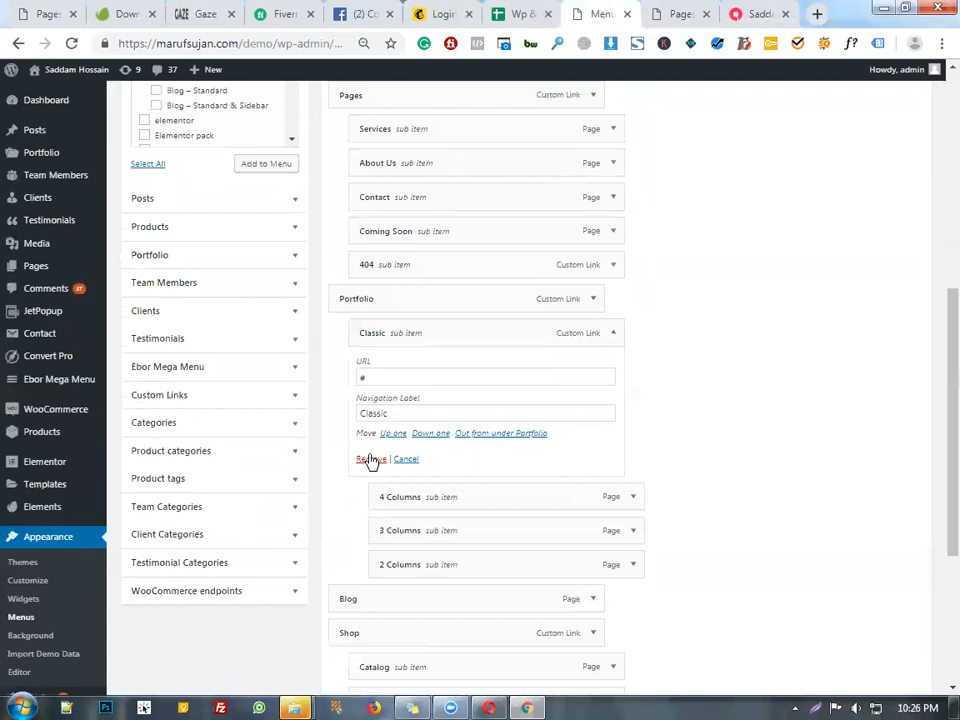 Pages
Down
GAZE Gaze
Fiverr
(2) Co
Login
Wp &
Menu
Pages
Sadda
https://marufsujan.com/demo/wp-admin/...
Saddam Hossain
9
37
New
Howdy, admin
Dashboard
Posts
Portfolio
Team Members
Clients
Testimonials
Media
Pages
Comments
JetPopup
Contact
Convert Pro
Ebor Mega Menu
WooCommerce
Products
Elementor
Templates
Elements
Appearance
Themes
Customize
Widgets
Menus
Background
Import Demo Data
Editor
Blog – Standard
Blog – Standard & Sidebar
elementor
Elementor pack
Select All
Add to Menu
Posts
Products
Portfolio
Team Members
Clients
Testimonials
Ebor Mega Menu
Custom Links
Categories
Product categories
Product tags
Team Categories
Client Categories
Testimonial Categories
WooCommerce endpoints
Pages Custom Link
Services sub item Page
About Us sub item Page
Contact sub item Page
Coming Soon sub item Page
404 sub item Custom Link
Portfolio Custom Link
Classic sub item Custom Link
URL
#
Navigation Label
Classic
Move Up one Down one Out from under Portfolio
Remove | Cancel
4 Columns sub item Page
3 Columns sub item Page
2 Columns sub item Page
Blog Page
Shop Custom Link
Catalog sub item Page
10:26 PM